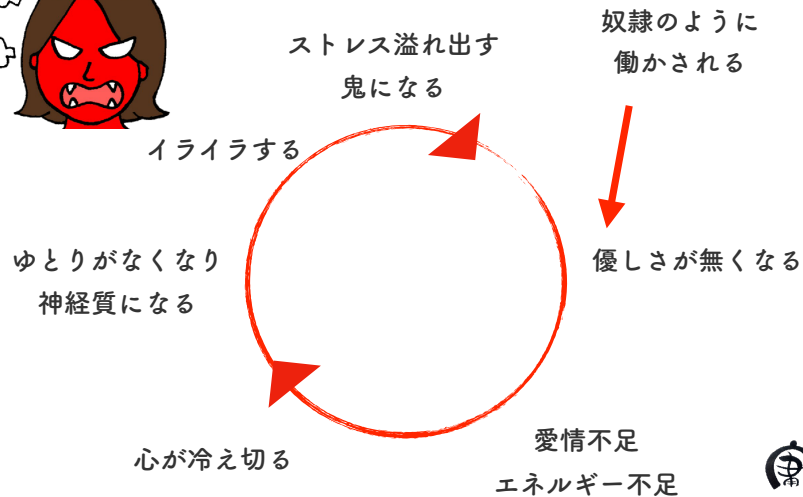 奴隷のように
働かされる
優しさが無くなる
愛情不足
エネルギー不足
心が冷え切る
ゆとりがなくなり
神経質になる
イライラする
ストレス溢れ出す
鬼になる